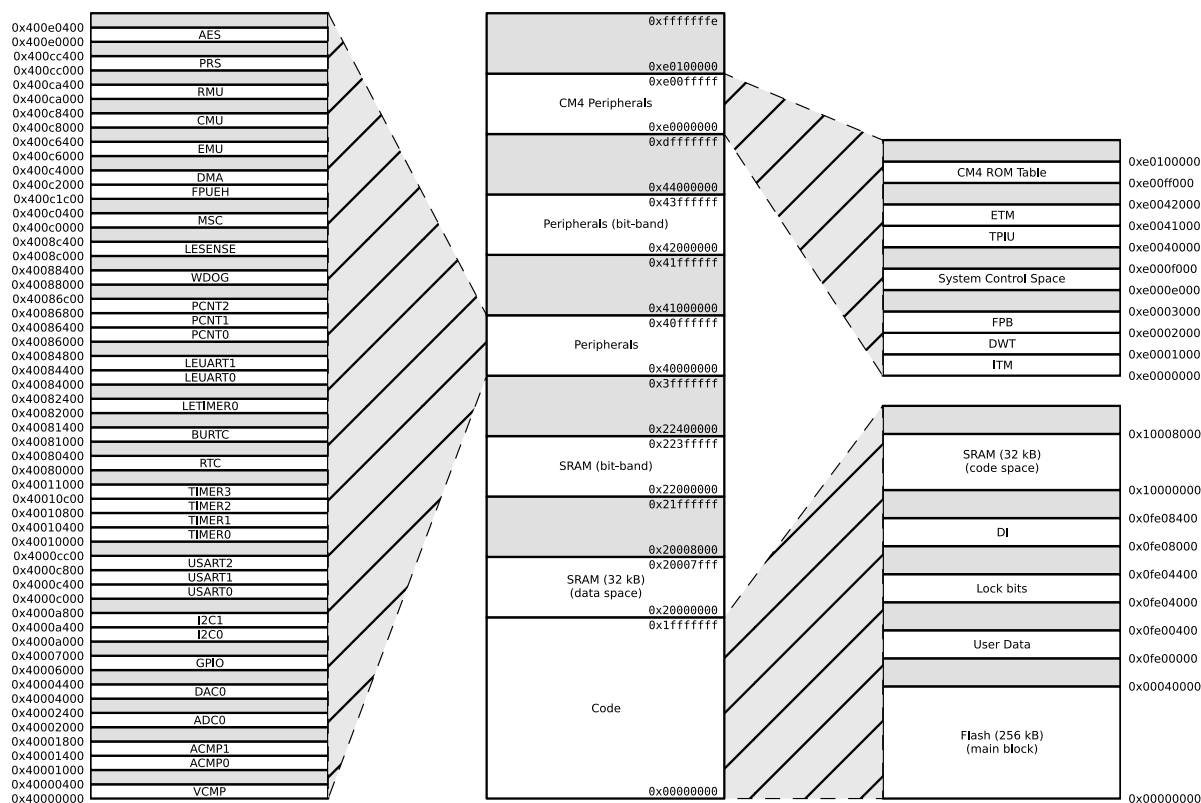 0x400e0400
AES
0x400e0000
0x400cc400
PRS
0x400cc000
0x400ca400
RMU
0x400ca000
0x400c8400
CMU
0x400c8000
0x400c6400
EMU
0x400c6000
0x400c4000
DMA
0x400c2000
FPUEH
0x400c1c00
0x400c0400
MSC
0x400c0000
0x4008c400
LESENSE
0x4008c000
0x40088400
WDOG
0x40088000
0x40086c00
PCNT2
0x40086800
PCNT1
0x40086400
PCNT0
0x40086000
0x40084800
LEUART1
0x40084400
LEUART0
0x40084000
0x40082400
LETIMER0
0x40082000
0x40081400
BURTC
0x40081000
0x40080400
RTC
0x40080000
0x40011000
TIMER3
0x40010c00
TIMER2
0x40010800
TIMER1
0x40010400
TIMER0
0x40010000
0x4000cc00
USART2
0x4000c800
USART1
0x4000c400
USART0
0x4000c000
0x4000a800
I2C1
0x4000a400
I2C0
0x4000a000
0x40007000
GPIO
0x40006000
0x40004400
DAC0
0x40004000
0x40002400
ADC0
0x40002000
0x40001800
ACMP1
0x40001400
ACMP0
0x40001000
0x40000400
VCMP
0x40000000
0xfffffffe
0xe0100000
0xe00fffff
CM4 Peripherals
0xe0000000
0xdfffffff
0x44000000
0x43ffffff
Peripherals (bit-band)
0x42000000
0x41ffffff
0x41000000
0x40ffffff
Peripherals
0x40000000
0x3fffffff
0x22400000
0x223fffff
SRAM (bit-band)
0x22000000
0x21ffffff
0x20008000
0x20007fff
SRAM (32 kB)
(data space)
0x20000000
0x1fffffff
Code
0x00000000
0xe0100000
CM4 ROM Table
0xe00ff000
0xe0042000
ETM
0xe0041000
TPIU
0xe0040000
0xe000f000
System Control Space
0xe000e000
0xe0003000
FPB
0xe0002000
DWT
0xe0001000
ITM
0xe0000000
0x10008000
SRAM (32 kB)
(code space)
0x10000000
0x0fe08400
DI
0x0fe08000
0x0fe04400
Lock bits
0x0fe04000
0x0fe00400
User Data
0x0fe00000
0x00040000
Flash (256 kB)
(main block)
0x00000000